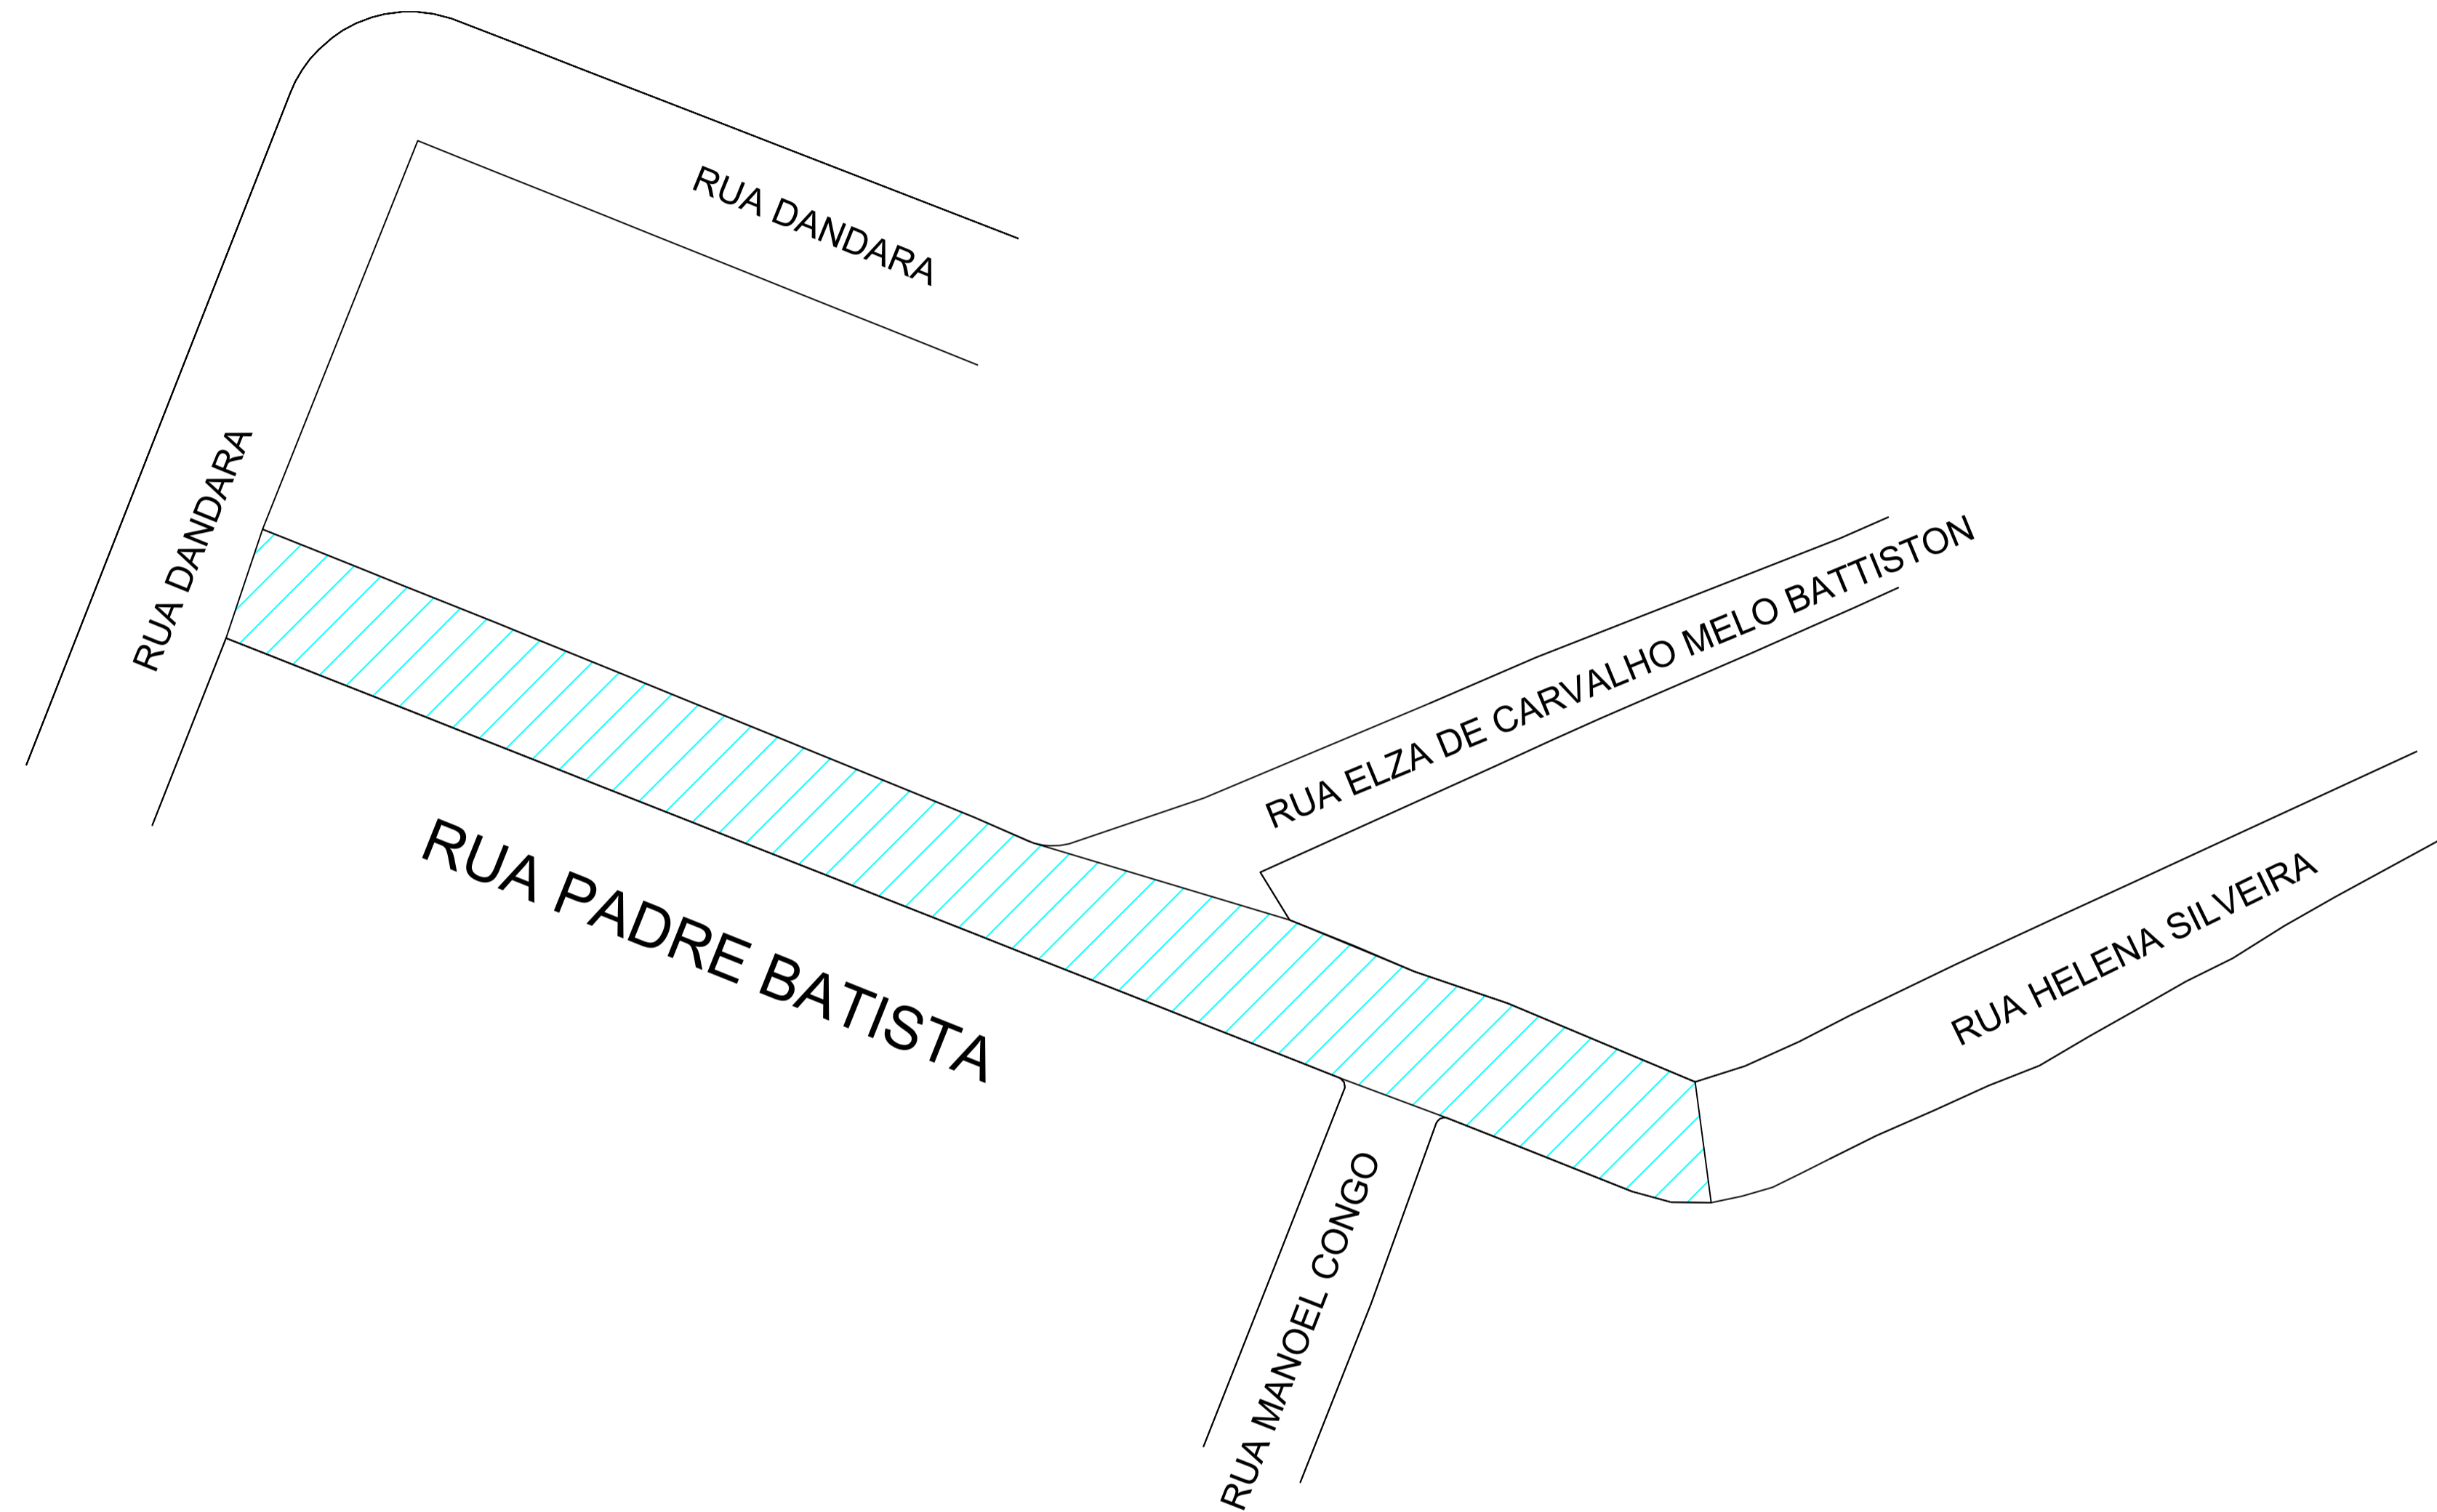 RUA DANDARA
RUA DANDARA
RUA ELZA DE CARVALHO MELO BATTISTON
RUA PADRE BATISTA
RUA HELENA SILVEIRA
RUA MANOEL CONGO